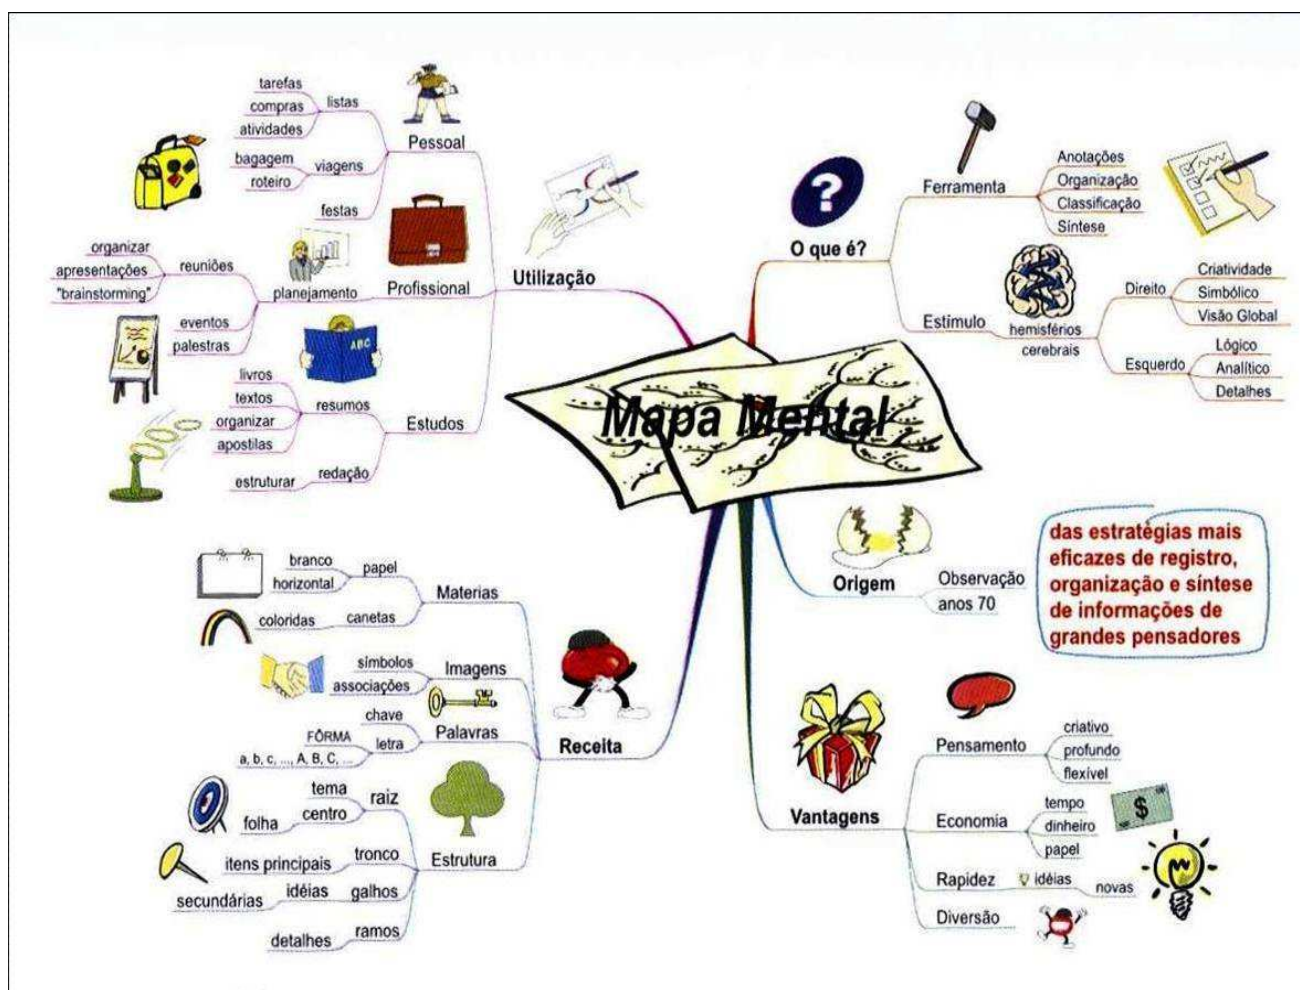 Mapa Mental
O que é?
Ferramenta
Anotações
Organização
Classificação
Síntese
Estímulo
hemisférios
cerebrais
Direito
Criatividade
Simbólico
Visão Global
Esquerdo
Lógico
Analítico
Detalhes
Origem
Observação
anos 70
das estratégias mais
eficazes de registro,
organização e síntese
de informações de
grandes pensadores
Vantagens
Pensamento
criativo
profundo
flexível
Economia
tempo
dinheiro
papel
$
Rapidez
idéias
novas
Diversão
Receita
Materias
papel
branco
horizontal
canetas
coloridas
Imagens
símbolos
associações
Palavras
chave
letra
FÔRMA
a, b, c, ..., A, B, C, ...
Estrutura
raiz
tema
centro
folha
tronco
itens principais
galhos
idéias
secundárias
ramos
detalhes
Utilização
Pessoal
listas
tarefas
compras
atividades
viagens
bagagem
roteiro
festas
Profissional
planejamento
reuniões
organizar
apresentações
"brainstorming"
eventos
palestras
ABC
Estudos
resumos
livros
textos
organizar
apostilas
redação
estruturar